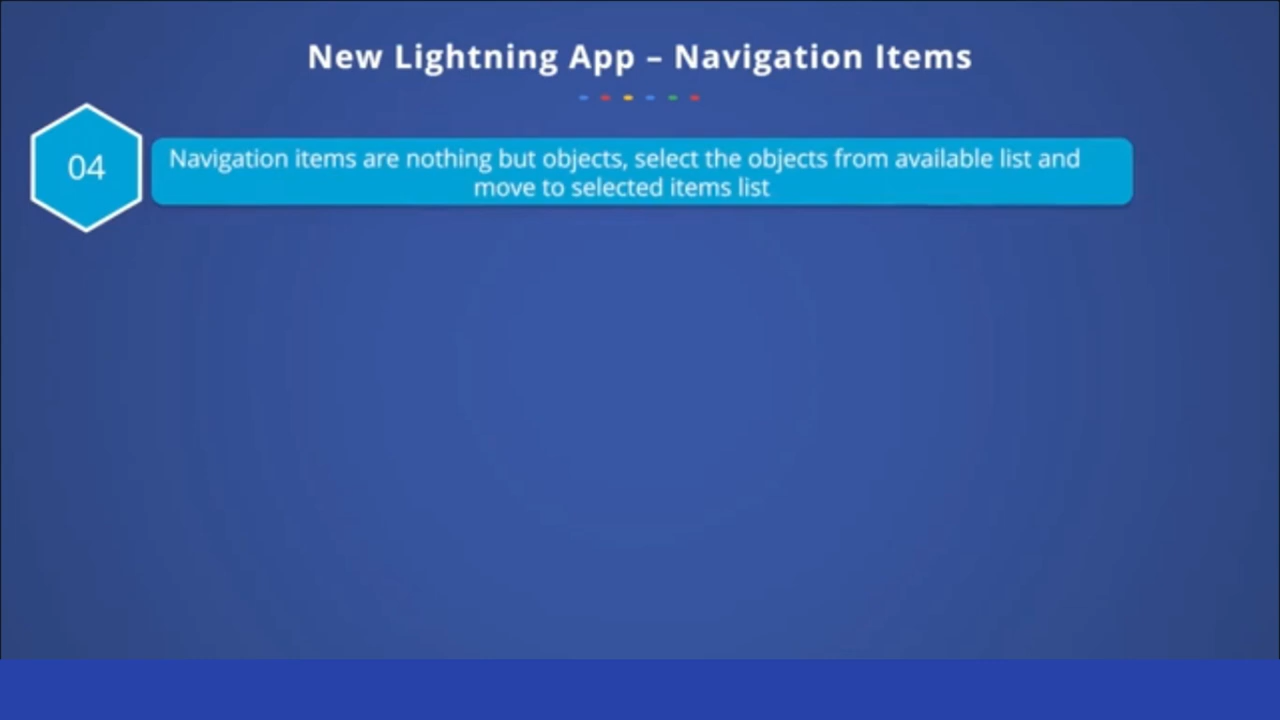 New Lightning App – Navigation Items
04
Navigation items are nothing but objects, select the objects from available list and
move to selected items list